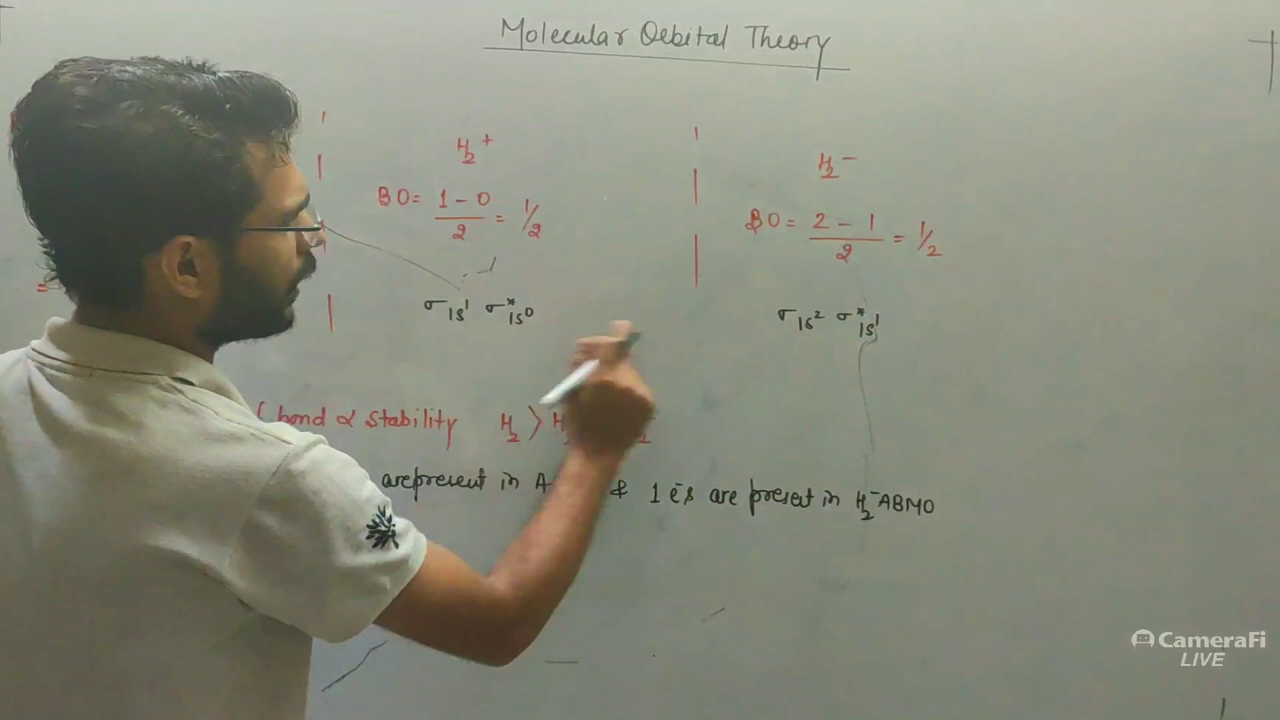 Molecular Orbital Theory
H₂⁺
BO = 1 - 0 / 2 = 1/2
σ1s¹ σ*1s⁰
H₂⁻
BO = 2 - 1 / 2 = 1/2
σ1s² σ*1s¹
bond α stability H₂ > H
are present in A & 1 e⁻s are present in H₂⁻ ABMO
CameraFi
LIVE